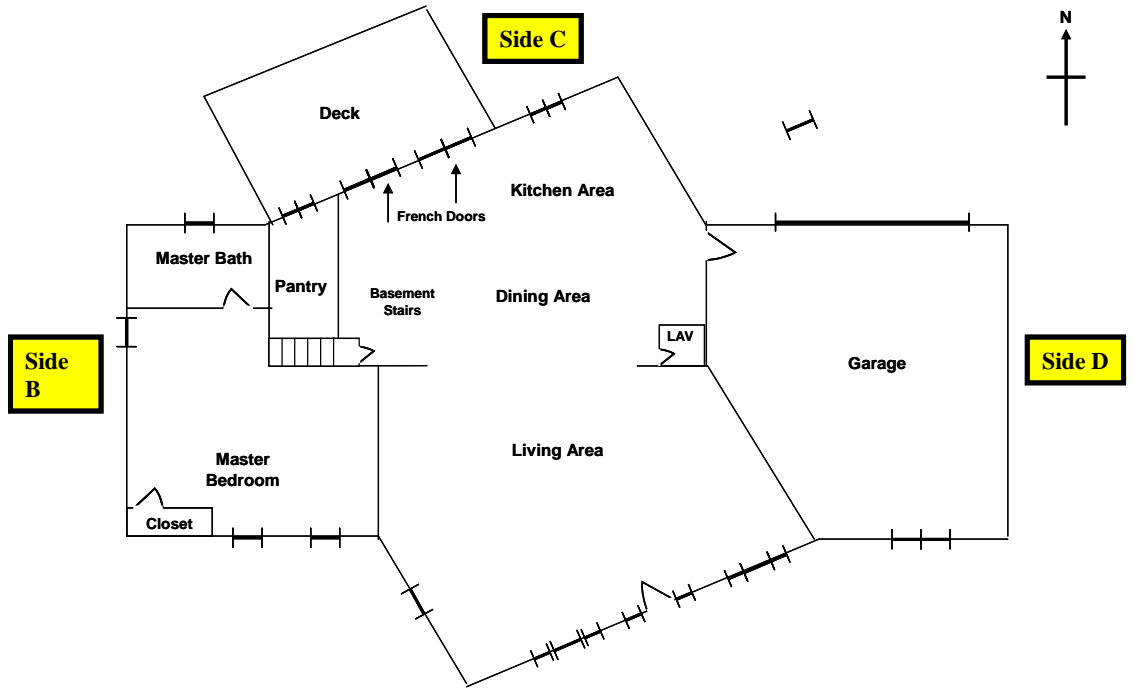 N
Side C
Deck
Kitchen Area
French Doors
Master Bath
Pantry
Basement
Stairs
Dining Area
LAV
Side
B
Garage
Side D
Living Area
Master
Bedroom
Closet